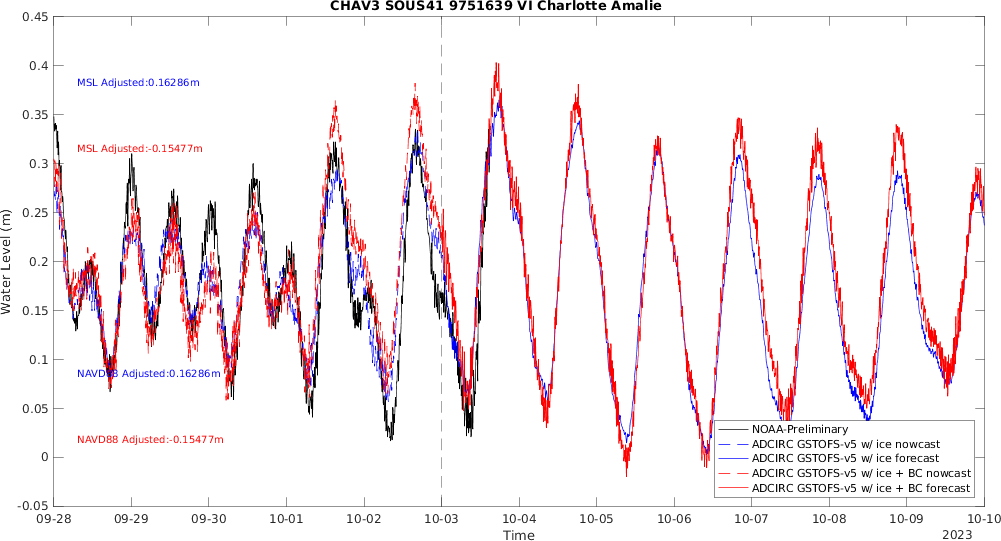 CHAV3 SOUS41 9751639 VI Charlotte Amalie
0.45
0.4
0.35
0.3
0.25
0.2
0.15
0.1
0.05
0
-0.05
Water Level (m)
MSL Adjusted:0.16286m
MSL Adjusted:-0.15477m
NAVD88 Adjusted:0.16286m
NAVD88 Adjusted:-0.15477m
NOAA-Preliminary
ADCIRC GSTOFS-v5 w/ ice nowcast
ADCIRC GSTOFS-v5 w/ ice forecast
ADCIRC GSTOFS-v5 w/ ice + BC nowcast
ADCIRC GSTOFS-v5 w/ ice + BC forecast
09-28 09-29 09-30 10-01 10-02 10-03 10-04 10-05 10-06 10-07 10-08 10-09 10-10
Time
2023